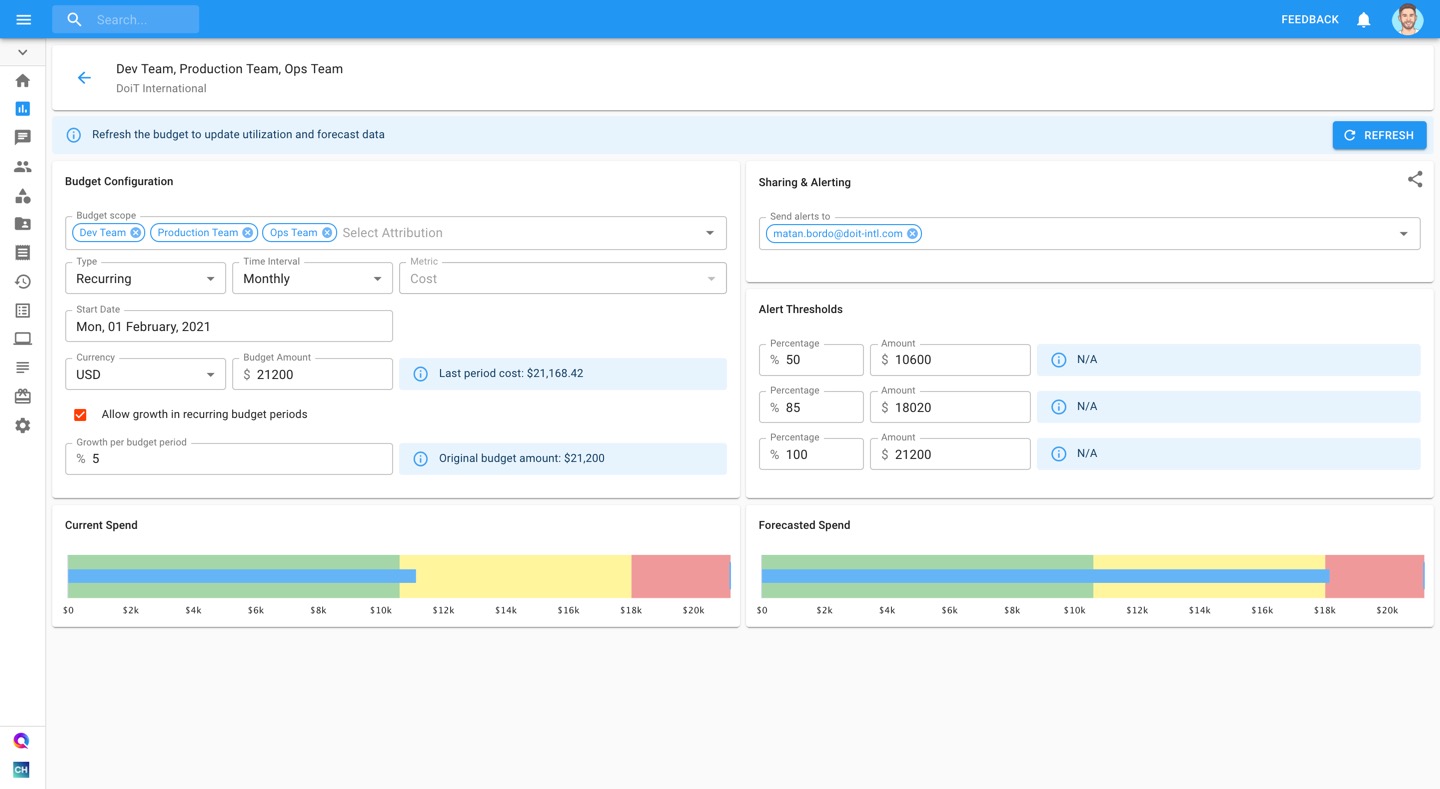 Search...
FEEDBACK
Dev Team, Production Team, Ops Team
DoiT International
Refresh the budget to update utilization and forecast data
REFRESH
Budget Configuration
Budget scope
Dev Team Production Team Ops Team Select Attribution
Type
Recurring
Time Interval
Monthly
Metric
Cost
Start Date
Mon, 01 February, 2021
Currency
USD
Budget Amount
$ 21200
Last period cost: $21,168.42
Allow growth in recurring budget periods
Growth per budget period
% 5
Original budget amount: $21,200
Sharing & Alerting
Send alerts to
matan.bordo@doit-intl.com
Alert Thresholds
Percentage
% 50
Amount
$ 10600
N/A
Percentage
% 85
Amount
$ 18020
N/A
Percentage
% 100
Amount
$ 21200
N/A
Current Spend
$0 $2k $4k $6k $8k $10k $12k $14k $16k $18k $20k
Forecasted Spend
$0 $2k $4k $6k $8k $10k $12k $14k $16k $18k $20k
CH